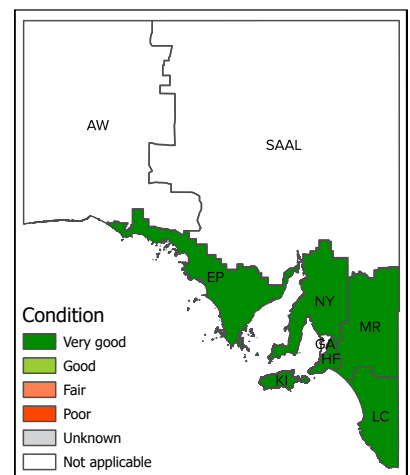 AW
SAAL
EP
NY
MR
GA
HF
KI
LC
Condition
Very good
Good
Fair
Poor
Unknown
Not applicable